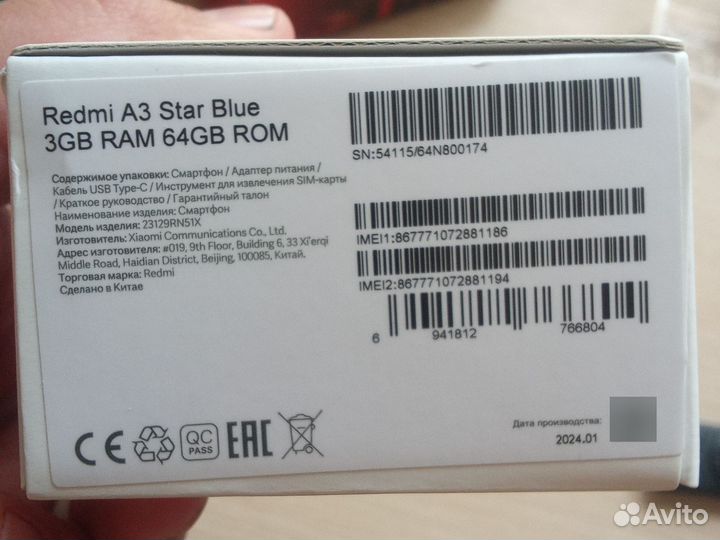 Redmi A3 Star Blue
3GB RAM 64GB ROM
Содержимое упаковки: Смартфон / Адаптер питания /
Кабель USB Type-C / Инструмент для извлечения SIM-карты
/ Краткое руководство / Гарантийный талон
Наименование изделия: Смартфон
Модель изделия: 23129RN51X
Изготовитель: Xiaomi Communications Co., Ltd.
Адрес изготовителя: #019, 9th Floor, Building 6, 33 Xi'erqi
Middle Road, Haidian District, Beijing, 100085, Китай.
Торговая марка: Redmi
Сделано в Китае
SN:54115/64N800174
IMEI1:867771072881186
IMEI2:867771072881194
6 941812 766804
CE
QC
PASS
EAC
Дата производства:
2024.01
Avito